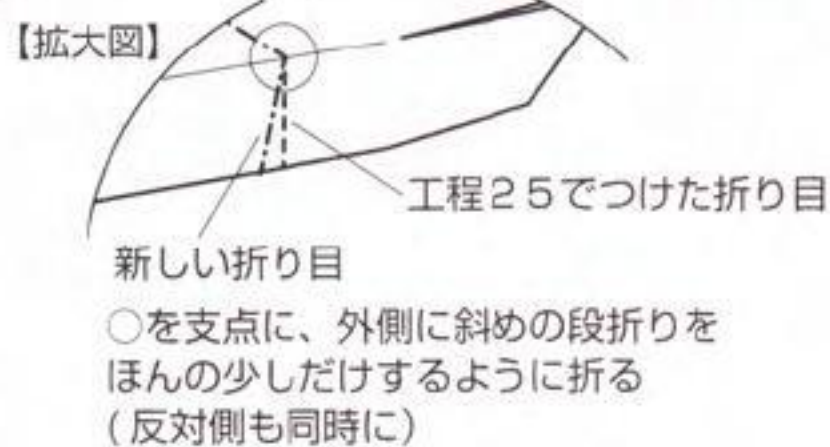 【拡大図】
工程２５でつけた折り目
新しい折り目
○を支点に、外側に斜めの段折りを
ほんの少しだけするように折る
(反対側も同時に)